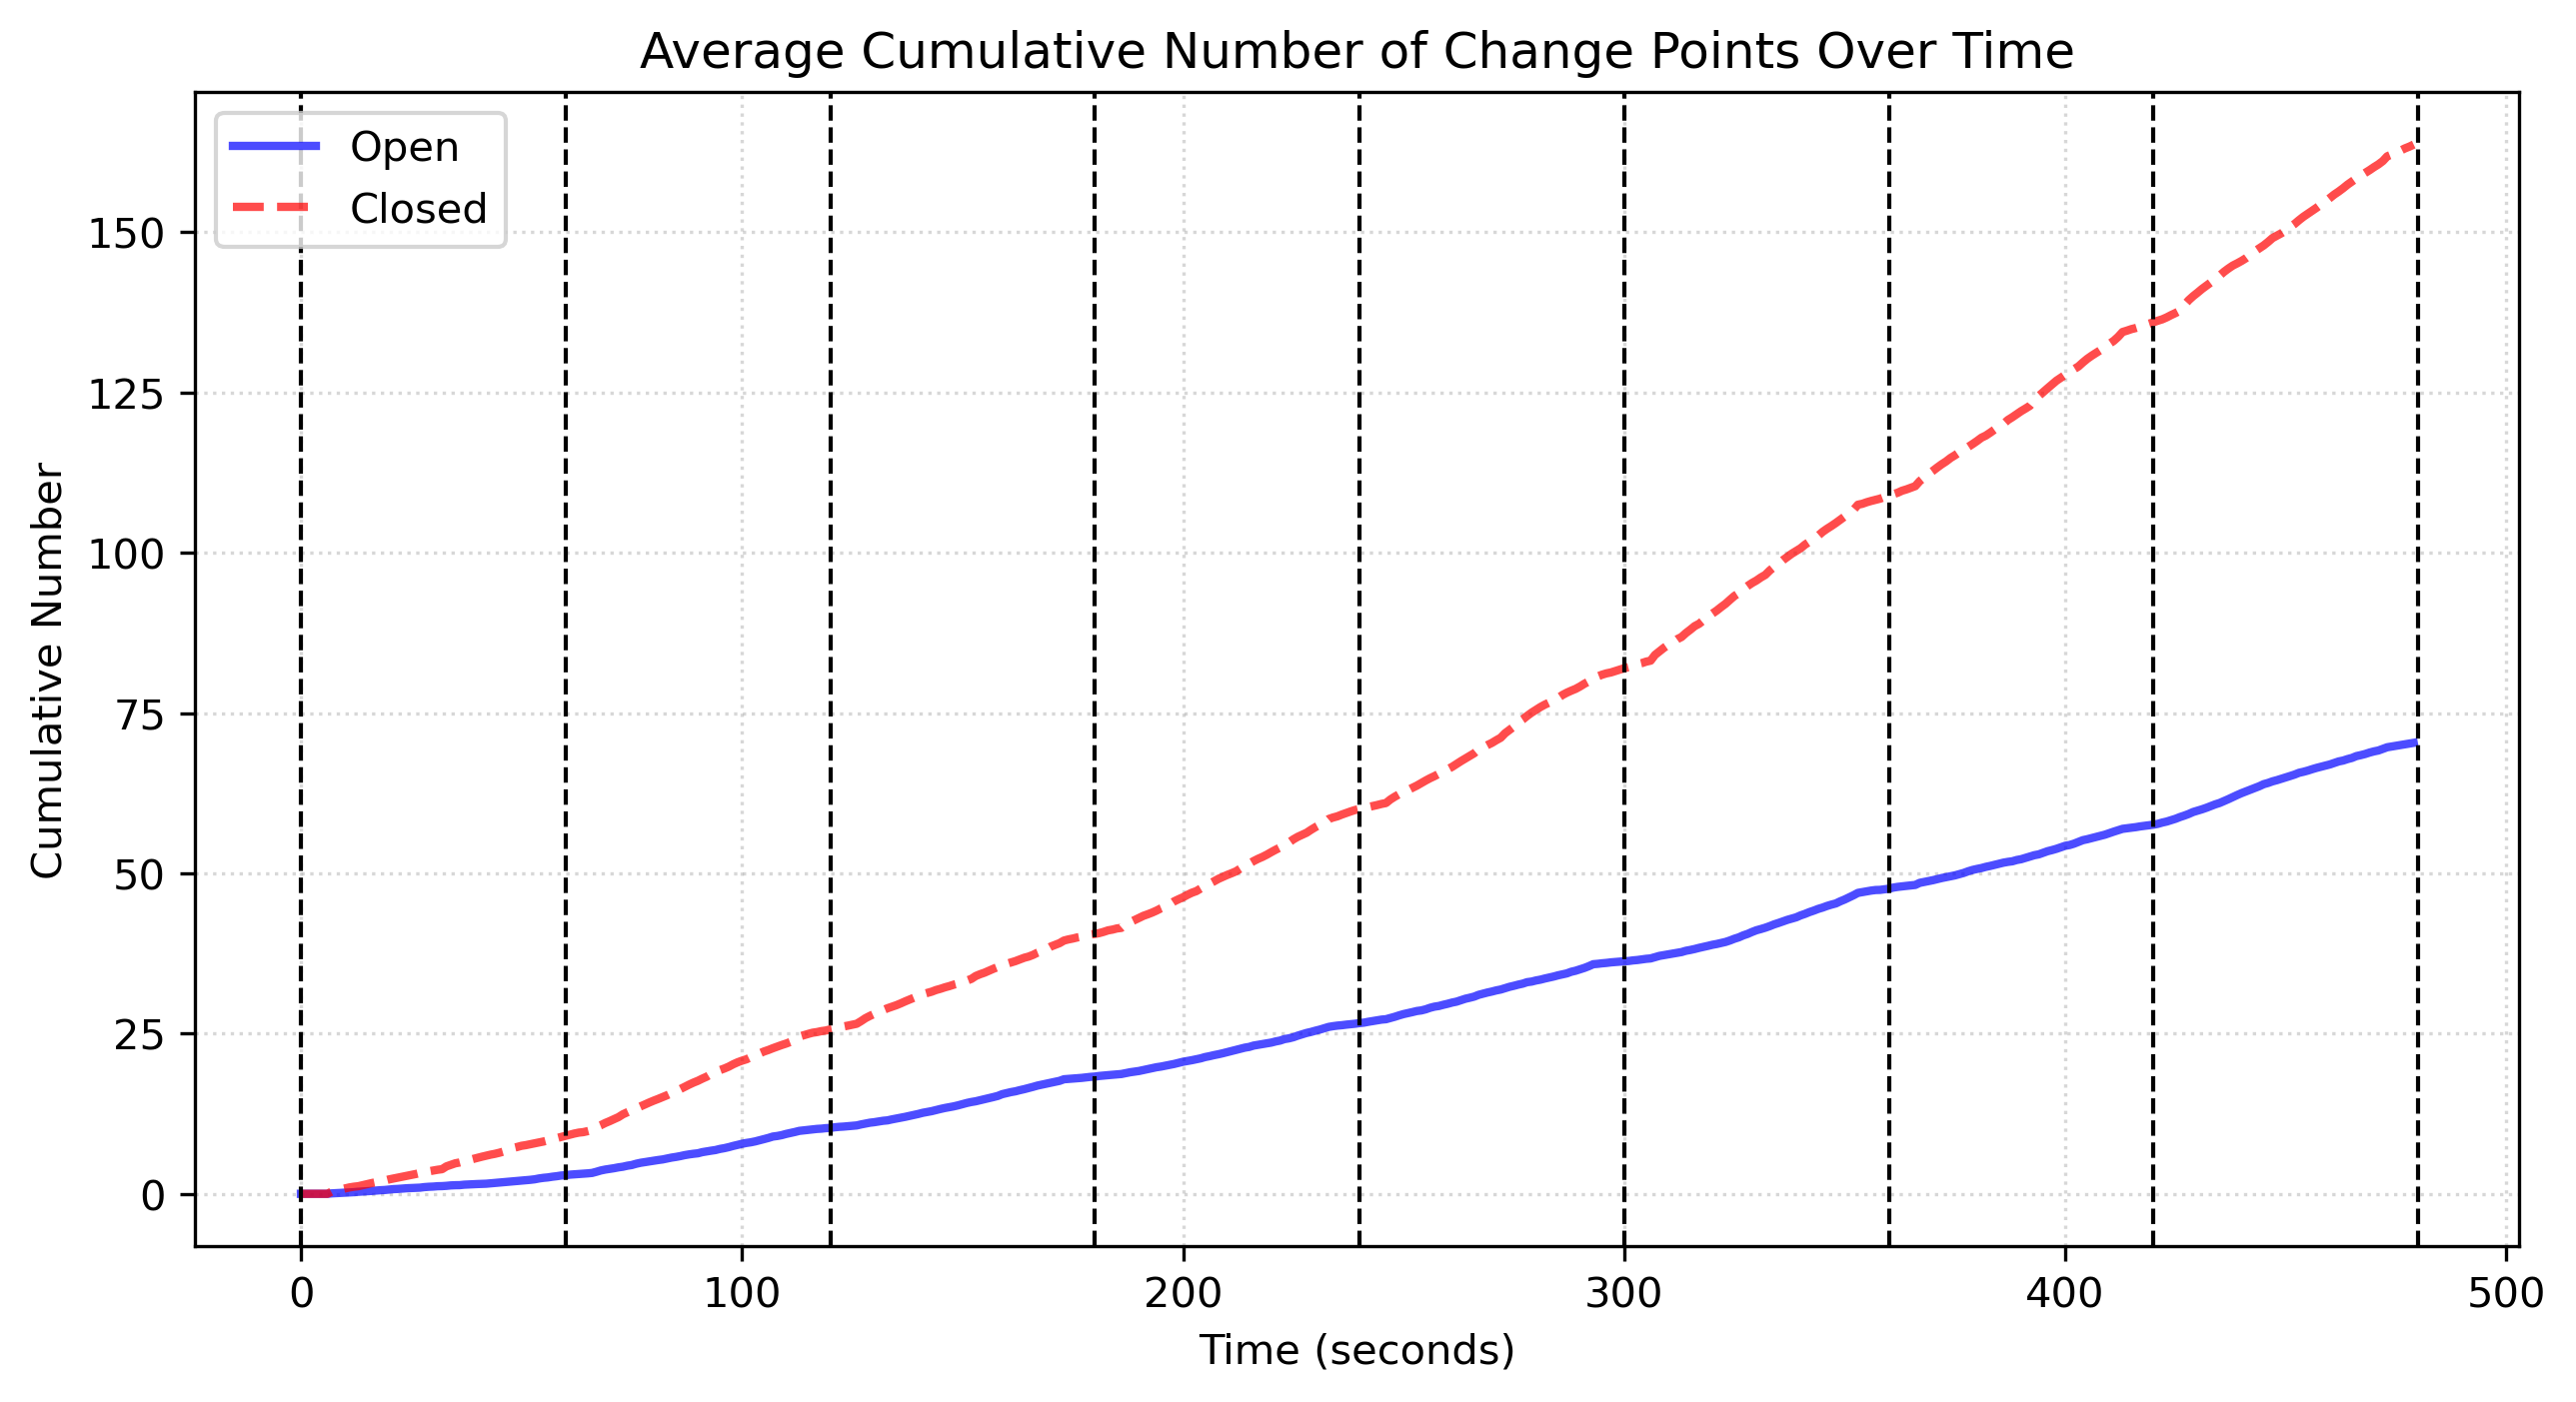 Average Cumulative Number of Change Points Over Time
Open
Closed
Cumulative Number
150
125
100
75
50
25
0
0 100 200 300 400 500
Time (seconds)